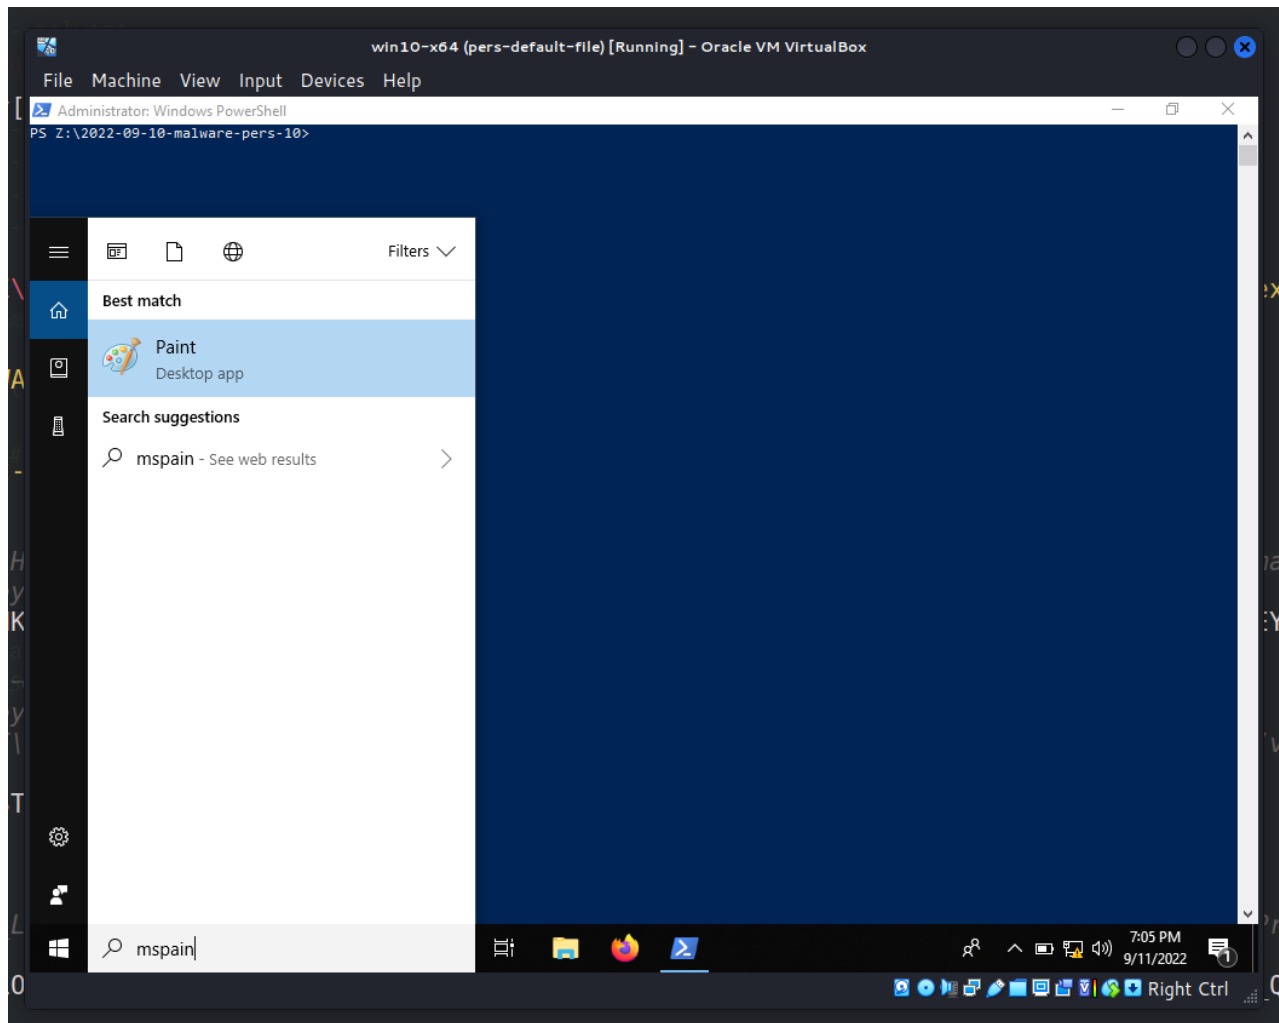 win10-x64 (pers-default-file) [Running] - Oracle VM VirtualBox
File Machine View Input Devices Help
Administrator: Windows PowerShell
PS Z:\2022-09-10-malware-pers-10>
Filters
Best match
Paint
Desktop app
Search suggestions
mspain - See web results
mspain
7:05 PM
9/11/2022
1
Right Ctrl